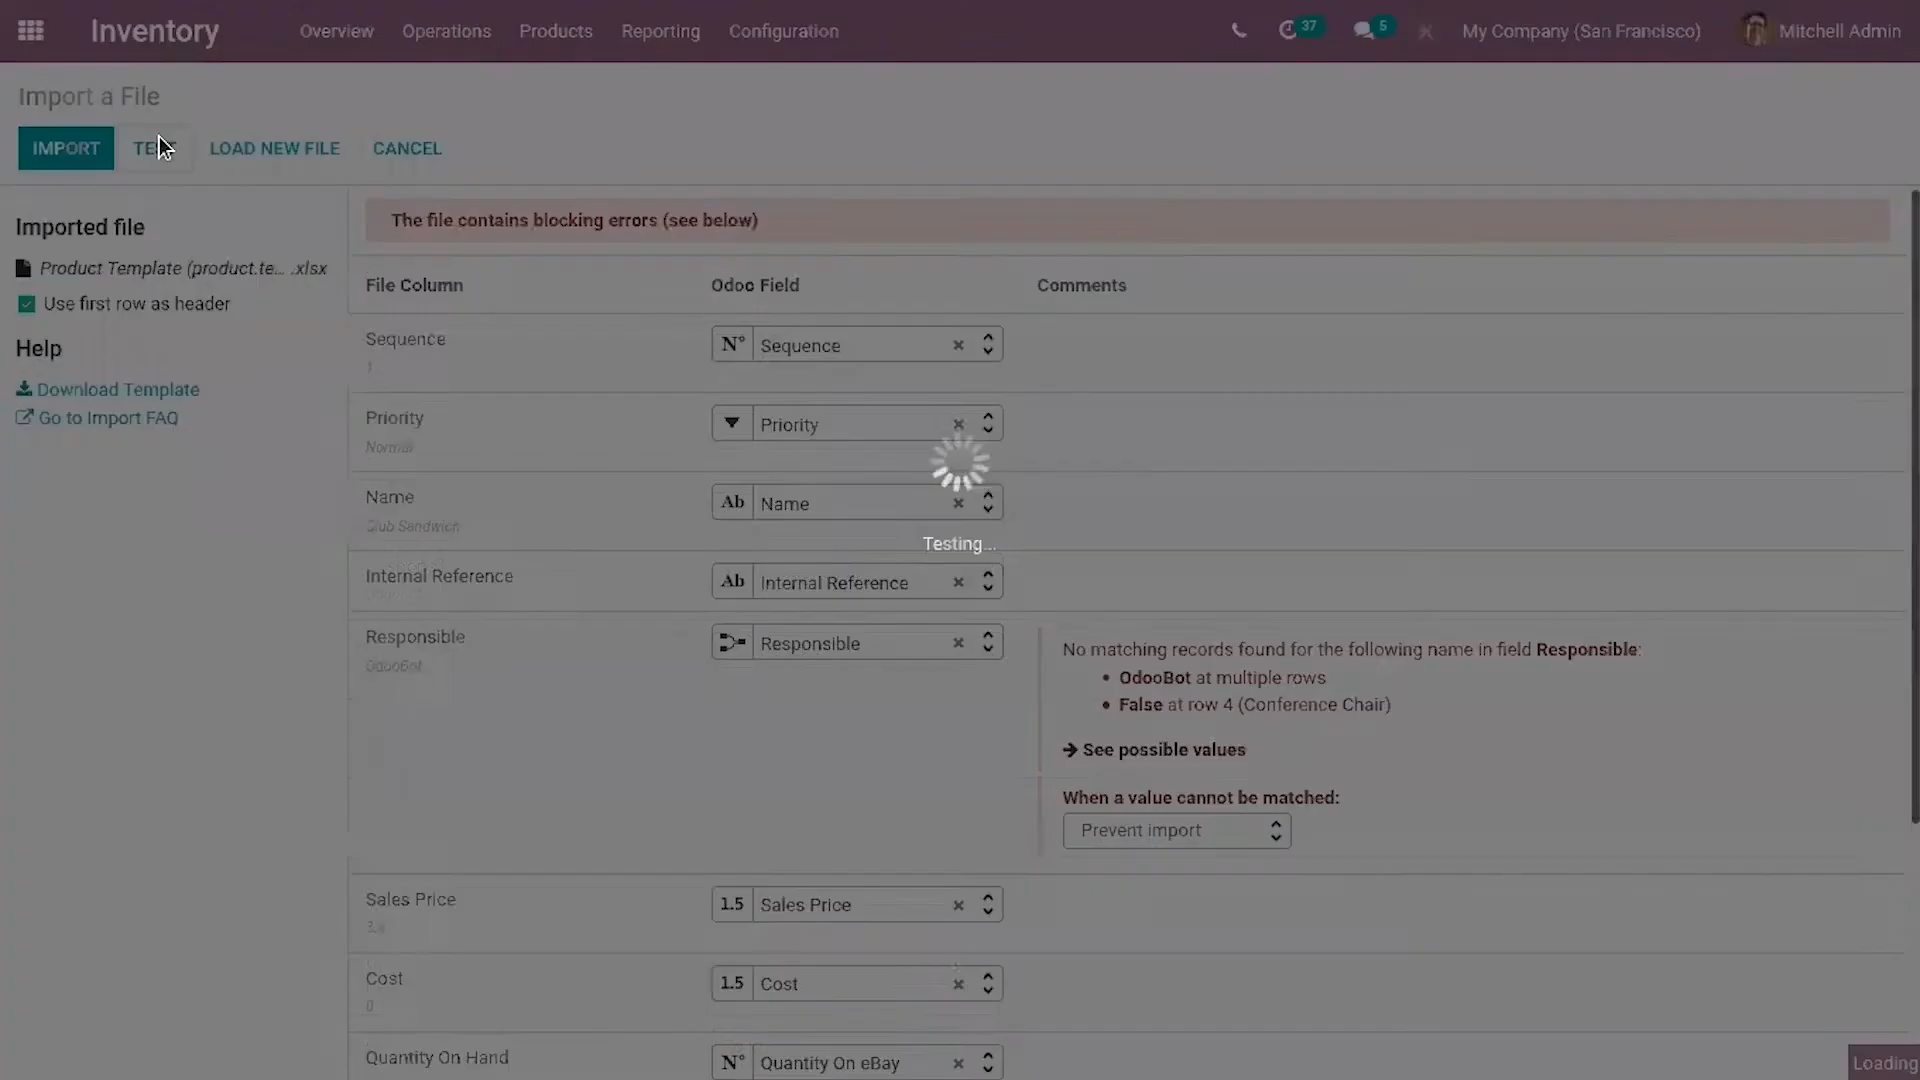 Inventory Overview Operations Products Reporting Configuration 37 5 My Company (San Francisco) Mitchell Admin
Import a File
IMPORT LOAD NEW FILE CANCEL
The file contains blocking errors (see below)
Imported file
Product Template (product.te... .xlsx
Use first row as header
Help
Download Template
Go to Import FAQ
File Column Odoo Field Comments
Sequence N° Sequence
1
Priority Priority
Normal
Name Ab Name
Club Sandwich
Internal Reference Ab Internal Reference
Responsible Responsible
OdooBot
No matching records found for the following name in field Responsible:
• OdooBot at multiple rows
• False at row 4 (Conference Chair)
See possible values
When a value cannot be matched:
Prevent import
Sales Price 1.5 Sales Price
Cost 1.5 Cost
0
Quantity On Hand N° Quantity On eBay
Testing...
Loading